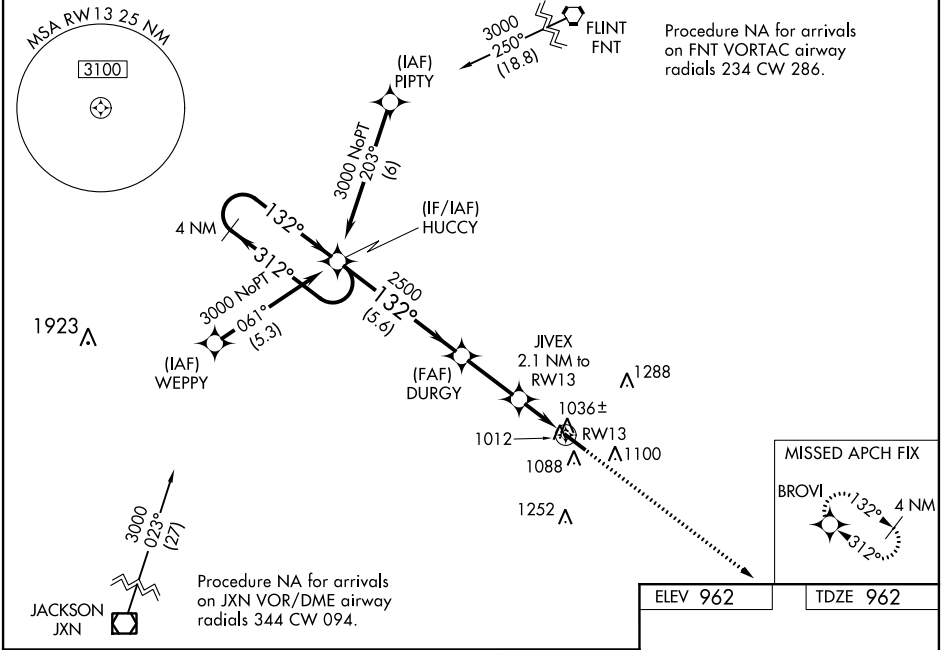 MSA RW13 25 NM
3100
3000
250°
(18.8)
FLINT
FNT
Procedure NA for arrivals
on FNT VORTAC airway
radials 234 CW 286.
(IAF)
PIPTY
3000 NoPT
203°
(6)
(IF/IAF)
HUCCY
4 NM
132°
312°
3000 NoPT
061°
(5.3)
(IAF)
WEPPY
1923
2500
132°
(5.6)
(FAF)
DURGY
JIVEX
2.1 NM to
RW13
1288
1036±
RW13
1012
1088
1100
1252
MISSED APCH FIX
BROVI
132°
4 NM
312°
3000
023°
(27)
JACKSON
JXN
Procedure NA for arrivals
on JXN VOR/DME airway
radials 344 CW 094.
ELEV 962
TDZE 962